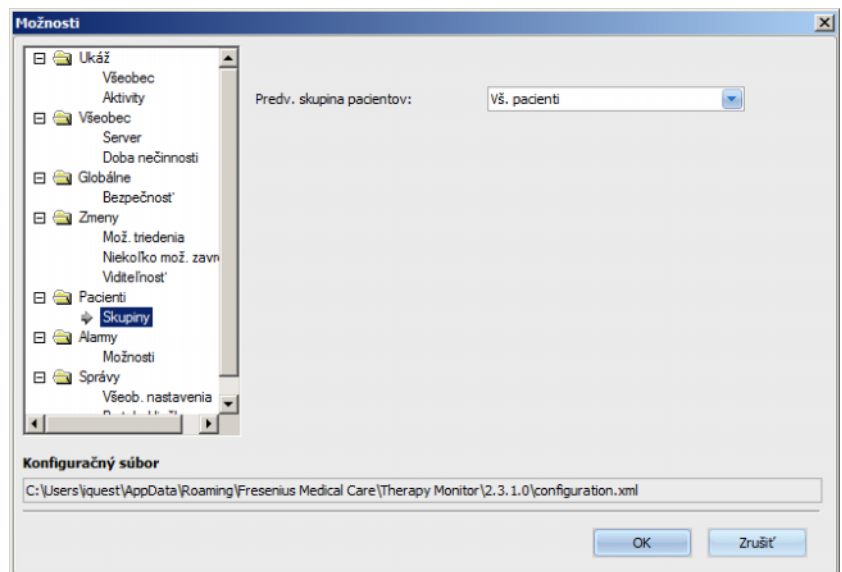 Možnosti
Ukáž
Všeobec
Aktivity
Všeobec
Server
Doba nečinnosti
Globálne
Bezpečnosť
Zmeny
Mož. triedenia
Niekoľko mož. zavr
Viditeľnosť
Pacienti
Skupiny
Alarmy
Možnosti
Správy
Všeob. nastavenia
Predv. skupina pacientov:
Vš. pacienti
Konfiguračný súbor
C:\Users\iquest\AppData\Roaming\Fresenius Medical Care\Therapy Monitor\2.3.1.0\configuration.xml
OK
Zrušiť